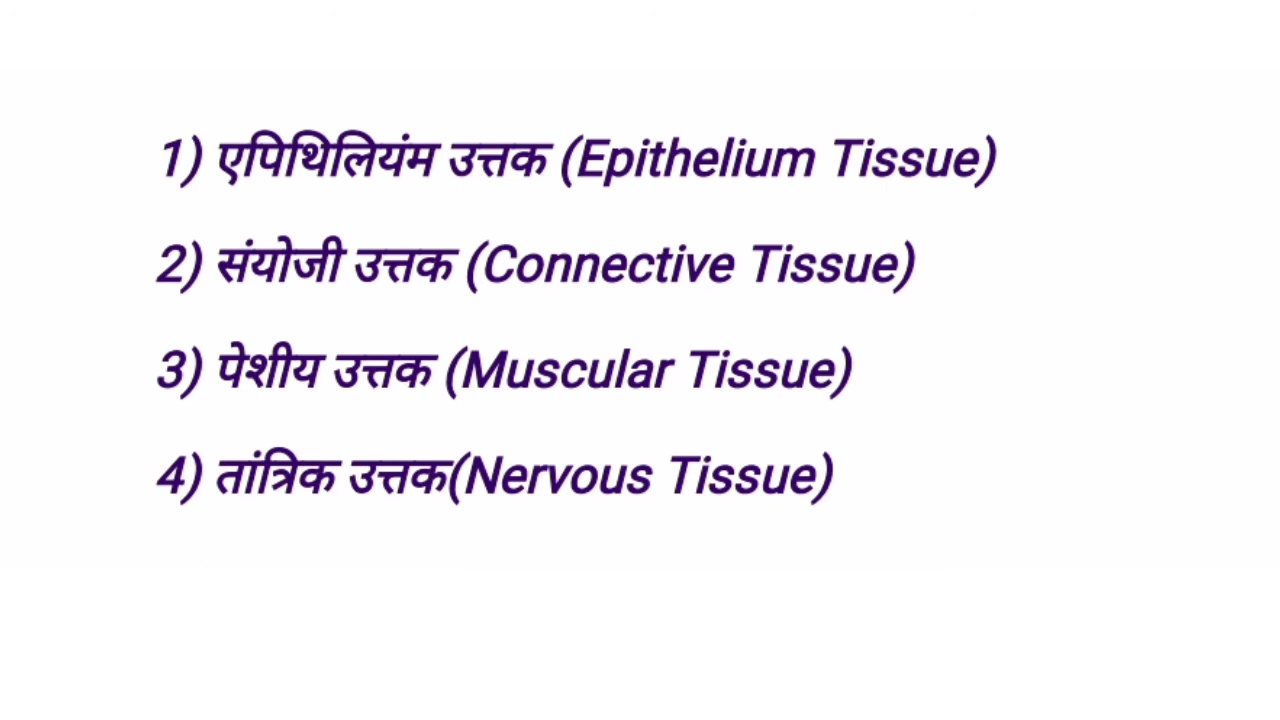 1) एपिथिलियंम उत्तक (Epithelium Tissue)
2) संयोजी उत्तक (Connective Tissue)
3) पेशीय उत्तक (Muscular Tissue)
4) तांत्रिक उत्तक(Nervous Tissue)